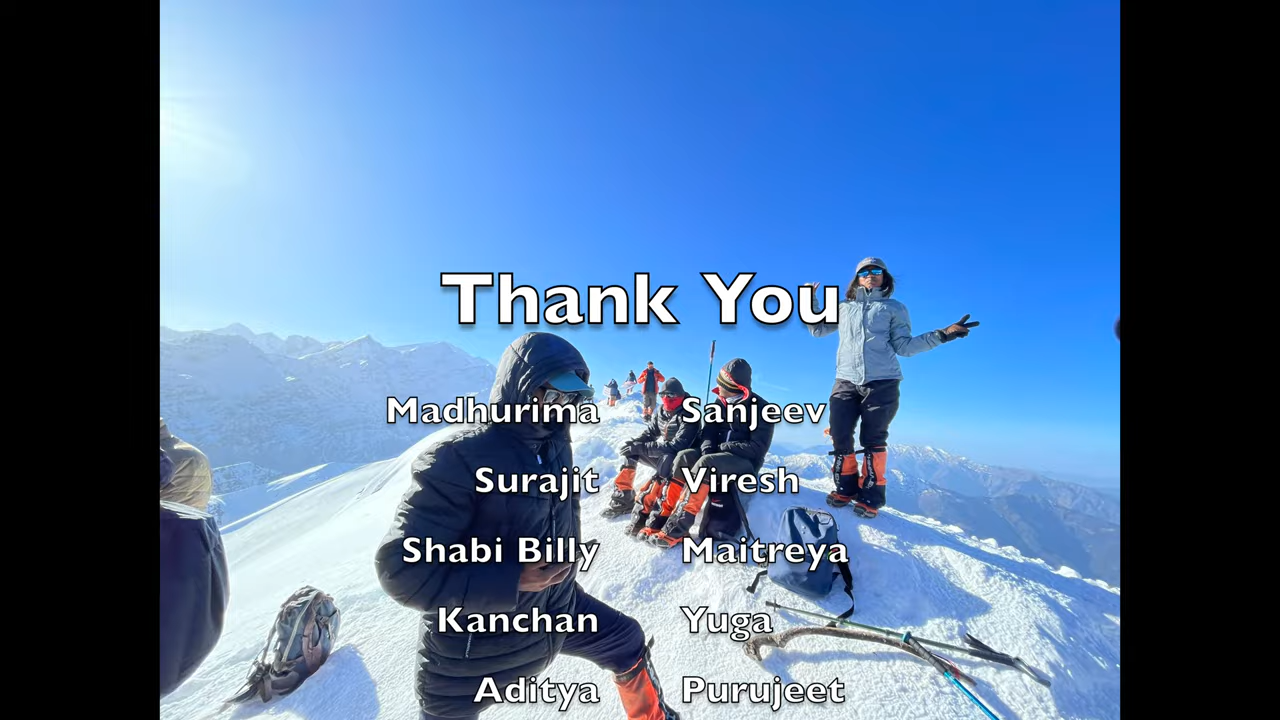 Thank You
Madhurima Sanjeev
Surajit Viresh
Shabi Billy Maitreya
Kanchan Yuga
Aditya Purujeet